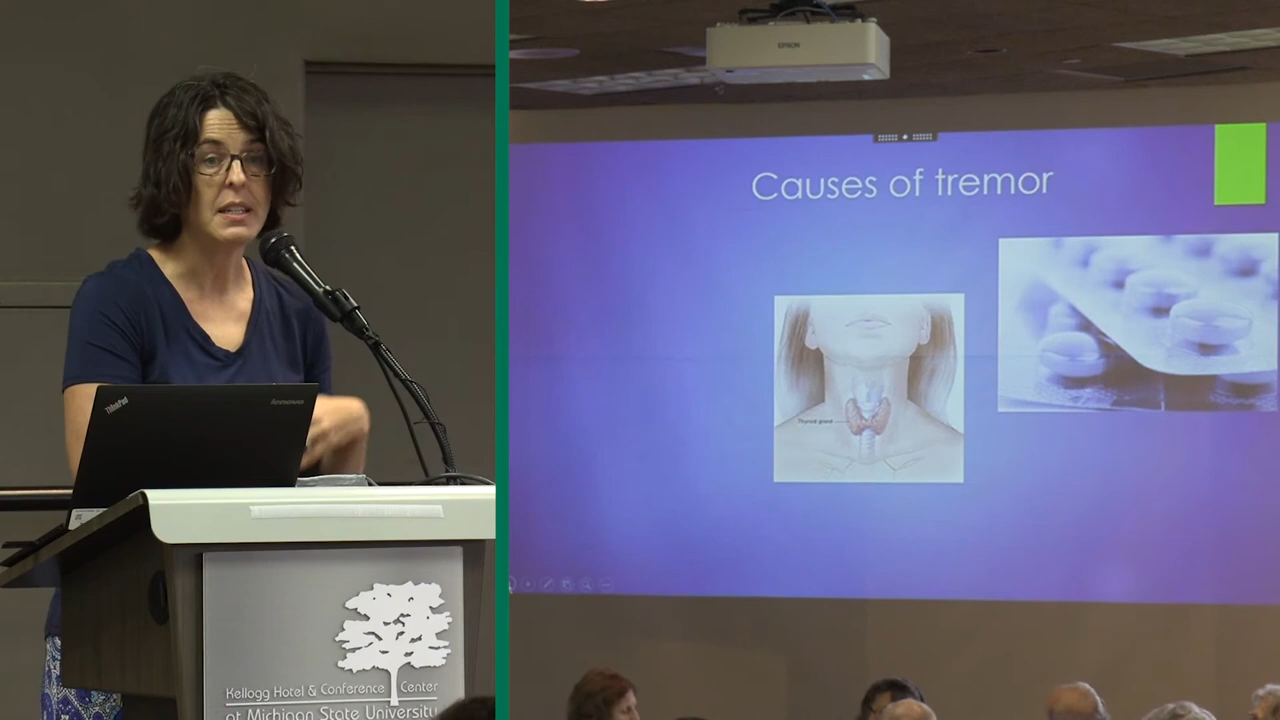 ThinkPad
lenovo
Kellogg Hotel & Conference Center
at Michigan State University
EPSON
Causes of tremor
Thyroid gland